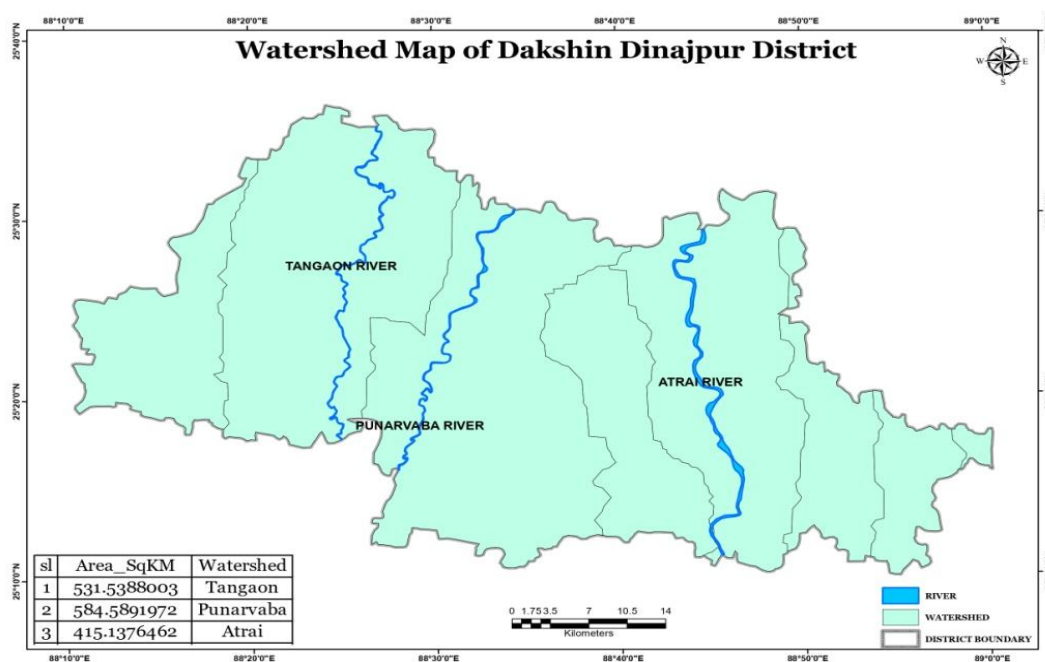 88°10'0"E 88°20'0"E 88°30'0"E 88°40'0"E 88°50'0"E 89°0'0"E
Watershed Map of Dakshin Dinajpur District
N
W E
S
25°40'0"N
25°30'0"N
25°20'0"N
25°10'0"N
TANGAON RIVER
ATRAI RIVER
PUNARVABA RIVER
sl Area_SqKM Watershed
1 531.5388003 Tangaon
2 584.5891972 Punarvaba
3 415.1376462 Atrai
0 1.75 3.5 7 10.5 14
Kilometers
RIVER
WATERSHED
DISTRICT BOUNDARY
88°10'0"E 88°20'0"E 88°30'0"E 88°40'0"E 88°50'0"E 89°0'0"E